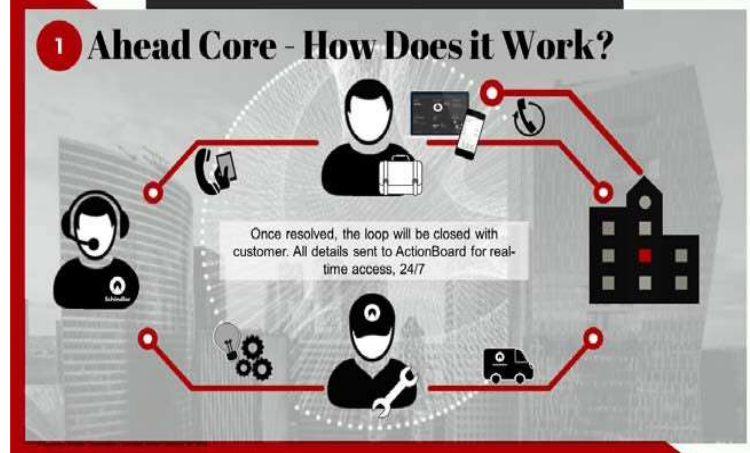 1
Ahead Core - How Does it Work?
Once resolved, the loop will be closed with
customer. All details sent to ActionBoard for real-
time access, 24/7
Schindler